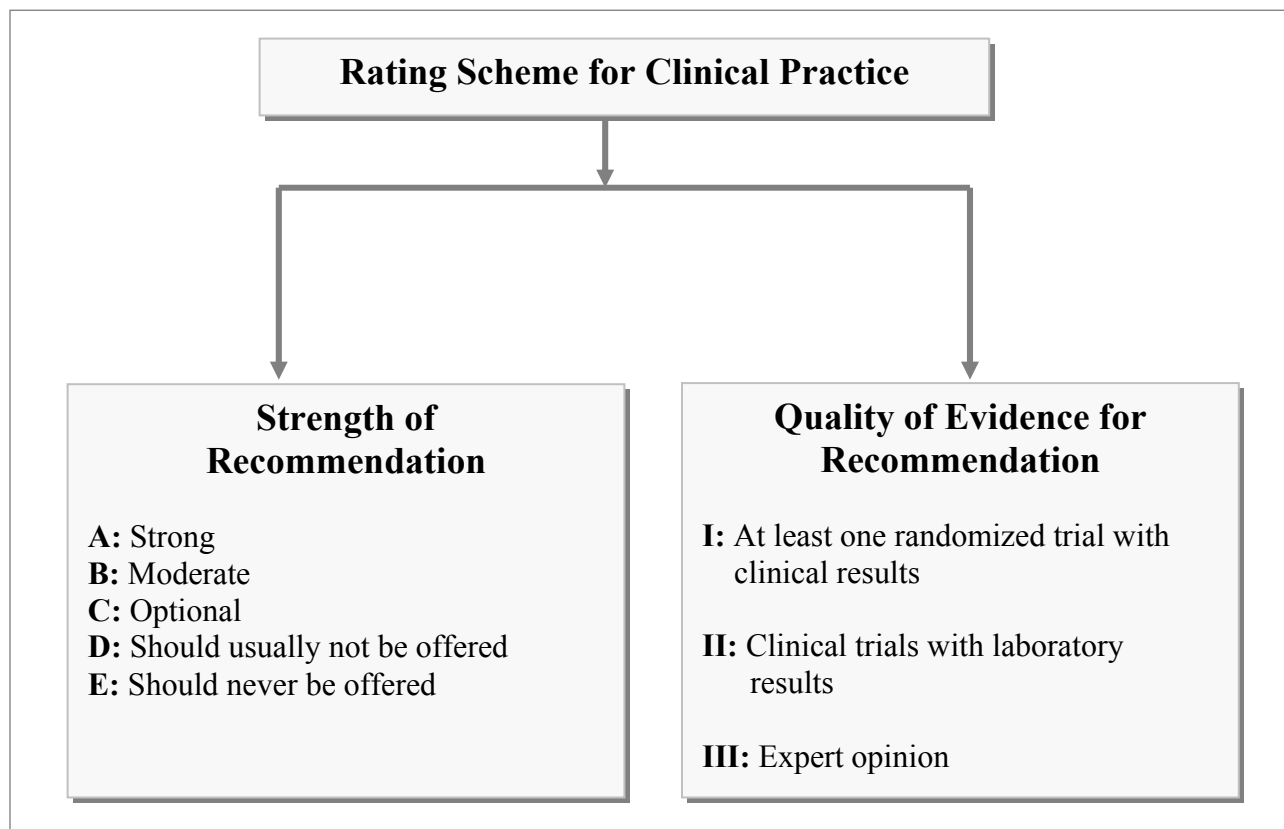 Rating Scheme for Clinical Practice
Strength of
Recommendation
A: Strong
B: Moderate
C: Optional
D: Should usually not be offered
E: Should never be offered
Quality of Evidence for
Recommendation
I: At least one randomized trial with
clinical results
II: Clinical trials with laboratory
results
III: Expert opinion